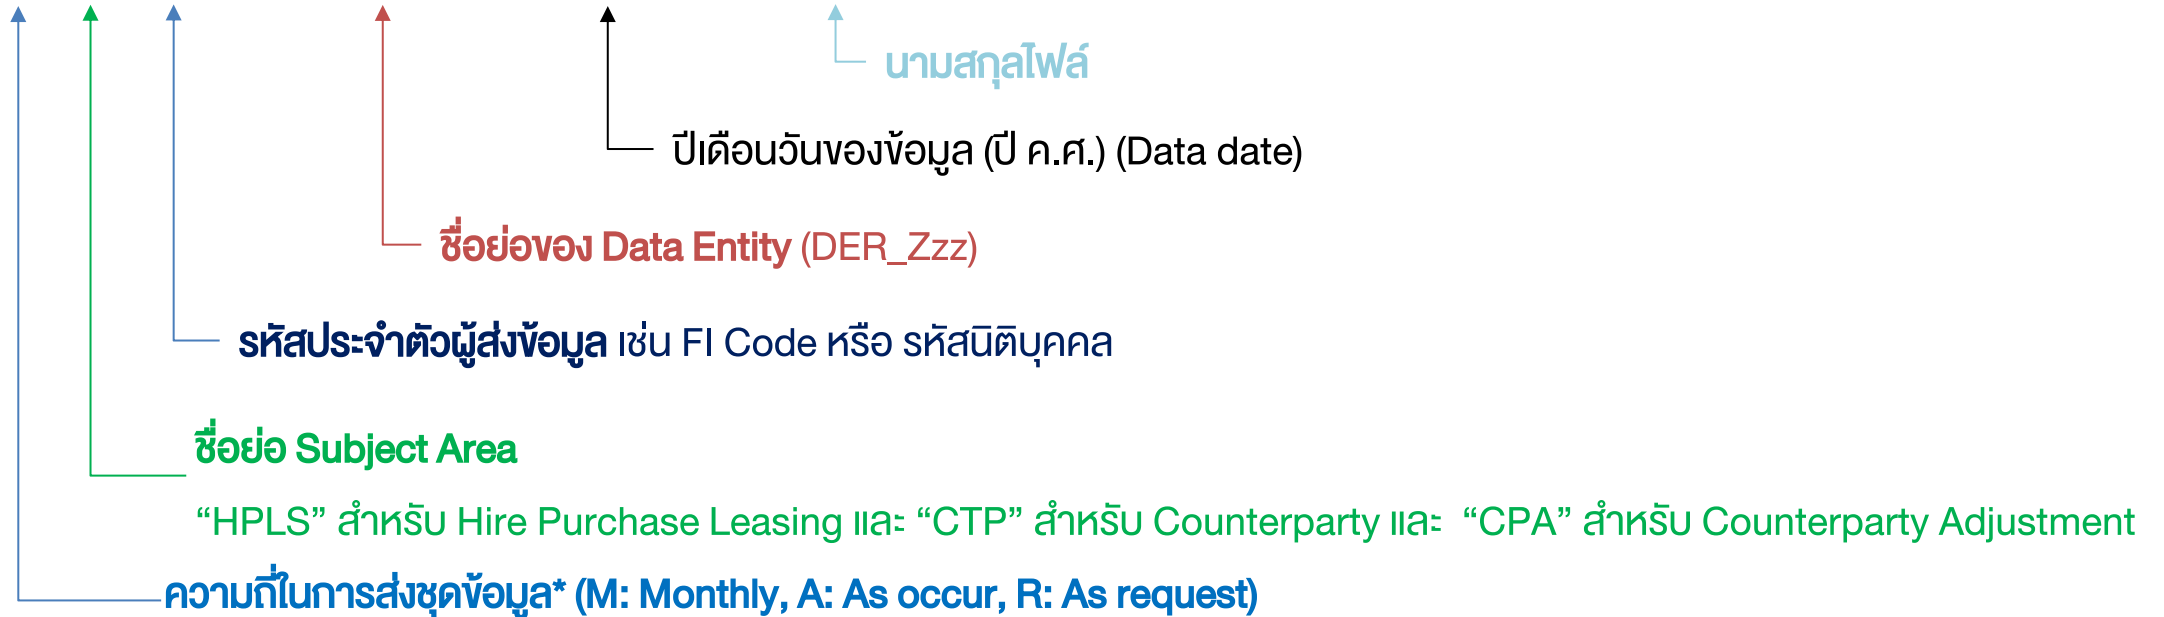 นามสกุลไฟล์
ปีเดือนวันของข้อมูล (ปี ค.ศ.) (Data date)
ชื่อย่อของ Data Entity (DER_Zzz)
รหัสประจำตัวผู้ส่งข้อมูล เช่น FI Code หรือ รหัสนิติบุคคล
ชื่อย่อ Subject Area
“HPLS” สำหรับ Hire Purchase Leasing และ “CTP” สำหรับ Counterparty และ “CPA” สำหรับ Counterparty Adjustment
ความถี่ในการส่งชุดข้อมูล* (M: Monthly, A: As occur, R: As request)